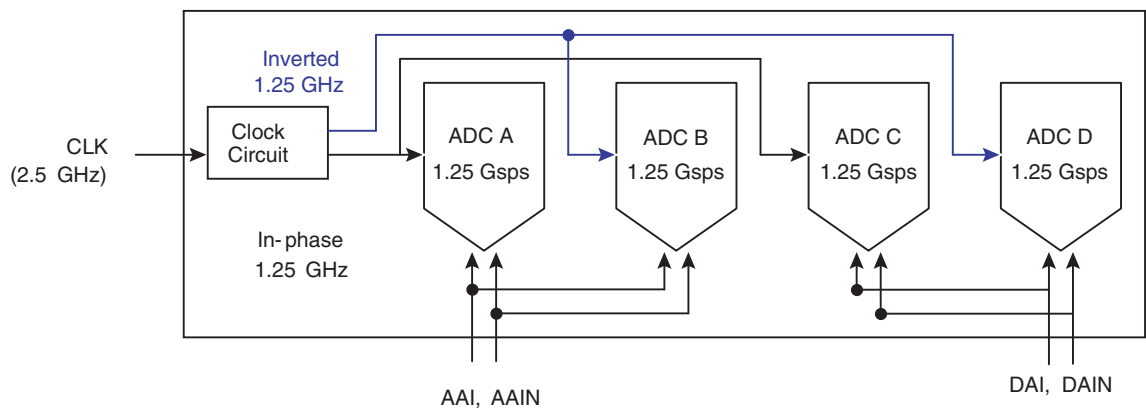 Inverted
1.25 GHz
CLK
(2.5 GHz)
Clock
Circuit
ADC A
1.25 Gsps
ADC B
1.25 Gsps
ADC C
1.25 Gsps
ADC D
1.25 Gsps
In-phase
1.25 GHz
AAI, AAIN
DAI, DAIN